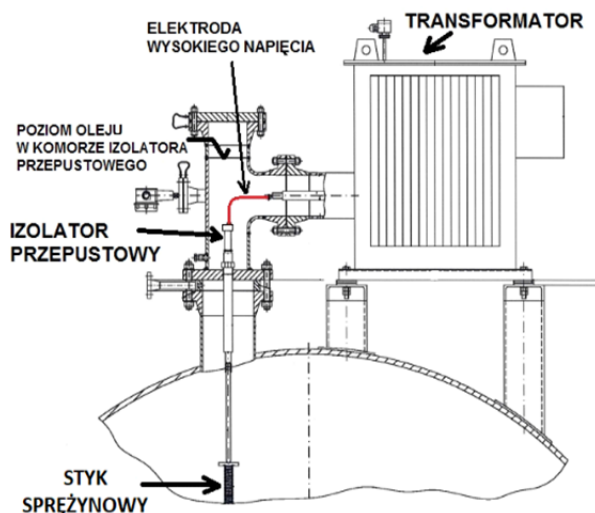 ELEKTRODA
WYSOKIEGO NAPIĘCIA
TRANSFORMATOR
POZIOM OLEJU
W KOMORZE IZOLATORA
PRZEPUSTOWEGO
IZOLATOR
PRZEPUSTOWY
STYK
SPRĘŻYNOWY